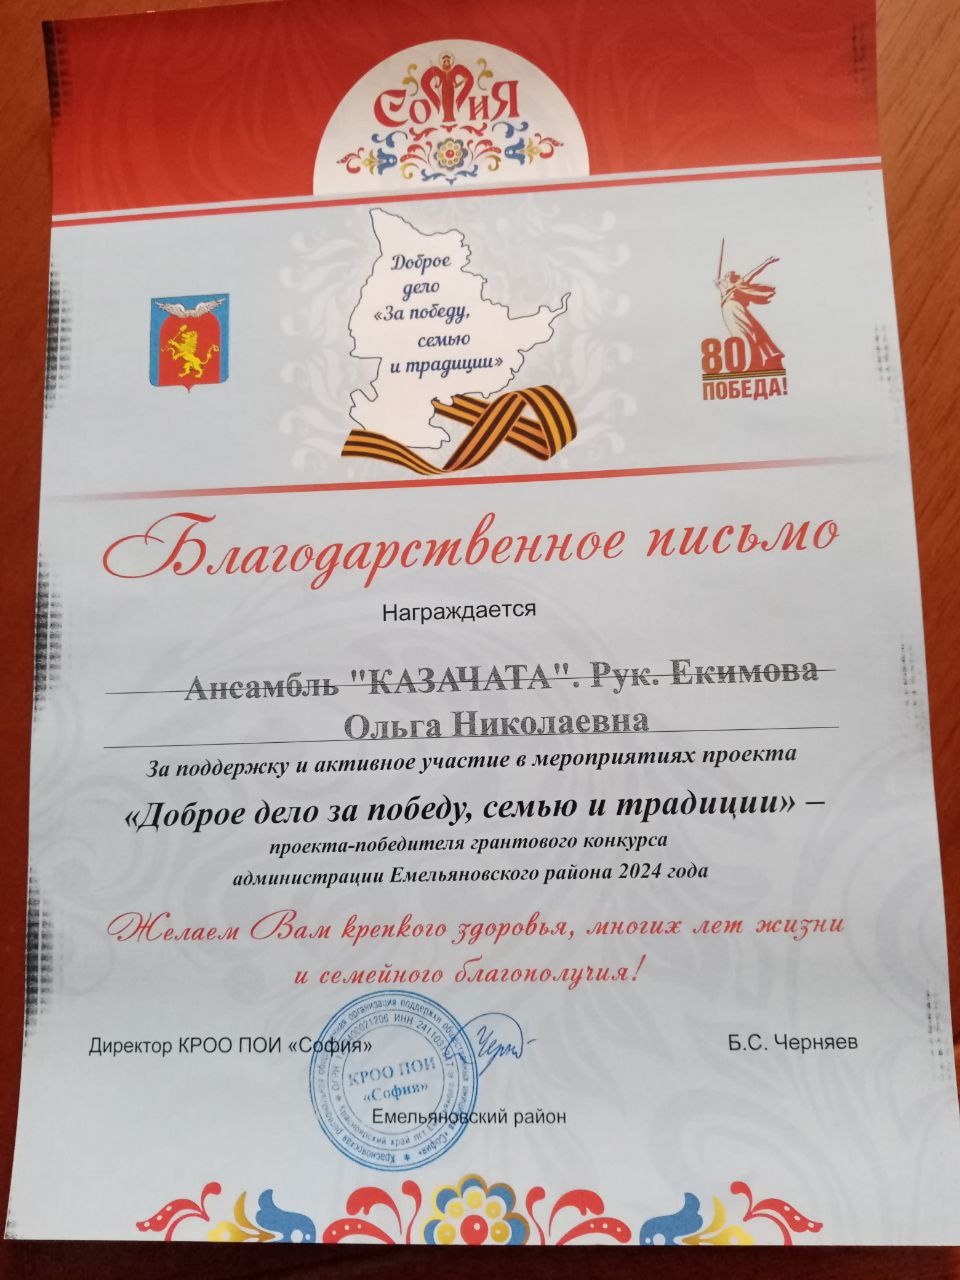 СОФИЯ
Доброе
дело
«За победу,
семью
и традиции»
80
ПОБЕДА!
Благодарственное письмо
Награждается
Ансамбль "КАЗАЧАТА". Рук. Екимова
Ольга Николаевна
За поддержку и активное участие в мероприятиях проекта
«Доброе дело за победу, семью и традиции» –
проекта-победителя грантового конкурса
администрации Емельяновского района 2024 года
Желаем Вам крепкого здоровья, многих лет жизни
и семейного благополучия!
Директор КРОО ПОИ «София»
Б.С. Черняев
КРОО ПОИ
«София»
Емельяновский район